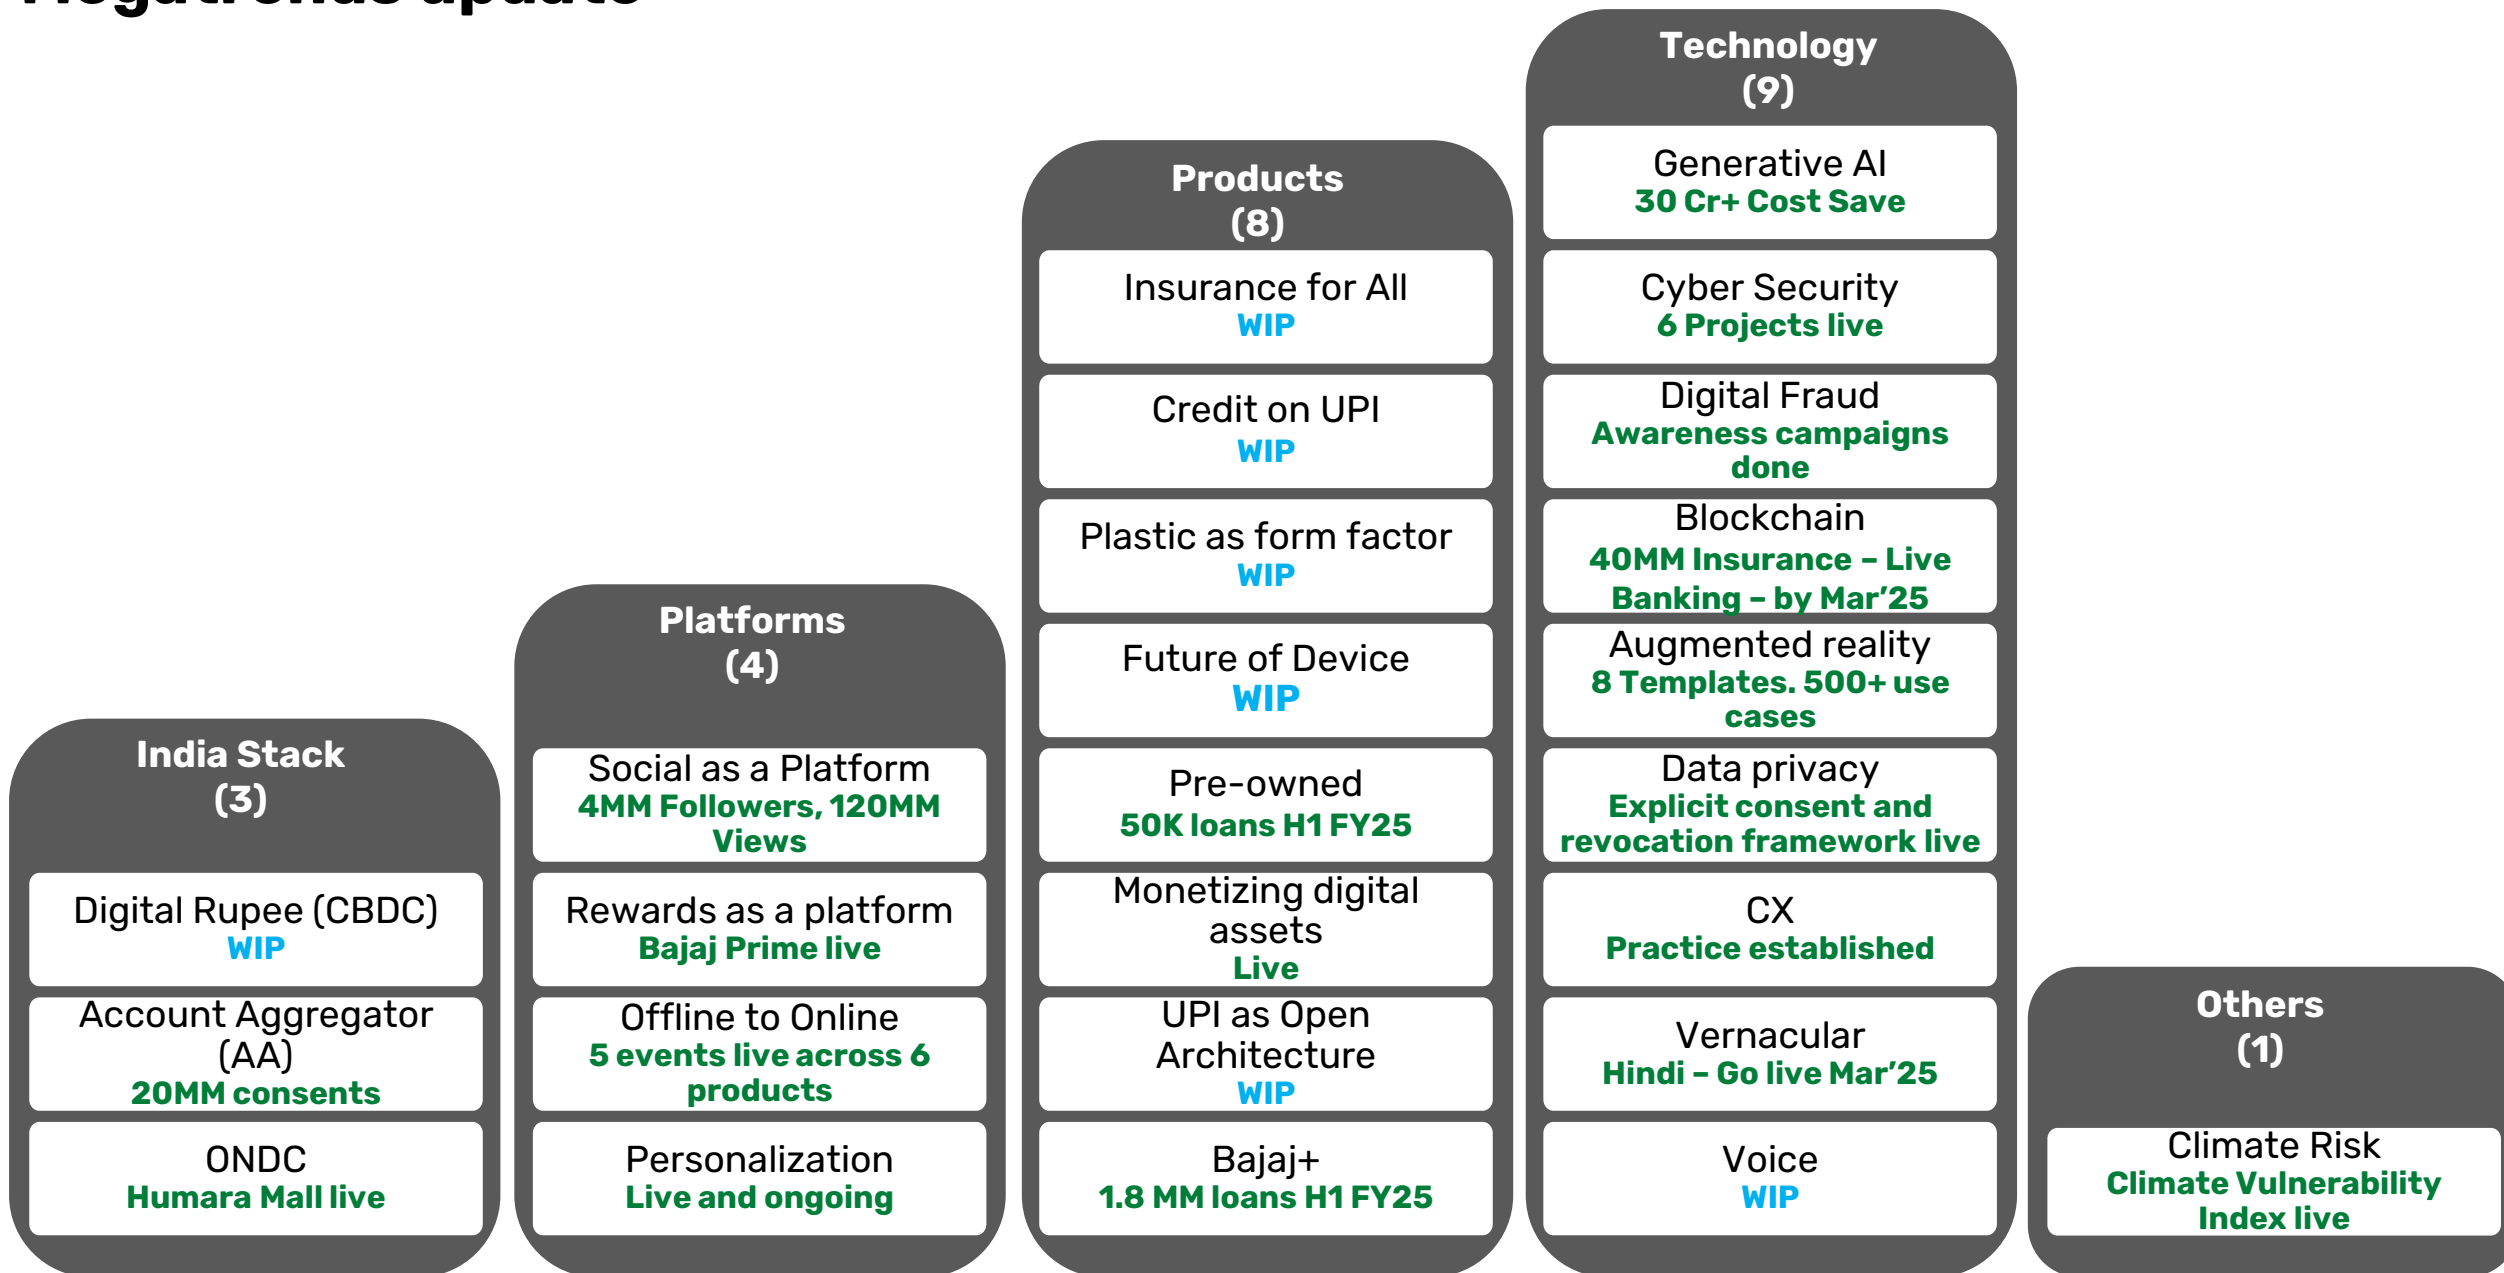 Megatrends update
India Stack
(3)
Digital Rupee (CBDC)
WIP
Account Aggregator
(AA)
20MM consents
ONDC
Humara Mall live
Platforms
(4)
Social as a Platform
4MM Followers, 120MM
Views
Rewards as a platform
Bajaj Prime live
Offline to Online
5 events live across 6
products
Personalization
Live and ongoing
Products
(8)
Insurance for All
WIP
Credit on UPI
WIP
Plastic as form factor
WIP
Future of Device
WIP
Pre-owned
50K loans H1 FY25
Monetizing digital
assets
Live
UPI as Open
Architecture
WIP
Bajaj+
1.8 MM loans H1 FY25
Technology
(9)
Generative AI
30 Cr+ Cost Save
Cyber Security
6 Projects live
Digital Fraud
Awareness campaigns
done
Blockchain
40MM Insurance – Live
Banking – by Mar’25
Augmented reality
8 Templates. 500+ use
cases
Data privacy
Explicit consent and
revocation framework live
CX
Practice established
Vernacular
Hindi – Go live Mar’25
Voice
WIP
Others
(1)
Climate Risk
Climate Vulnerability
Index live